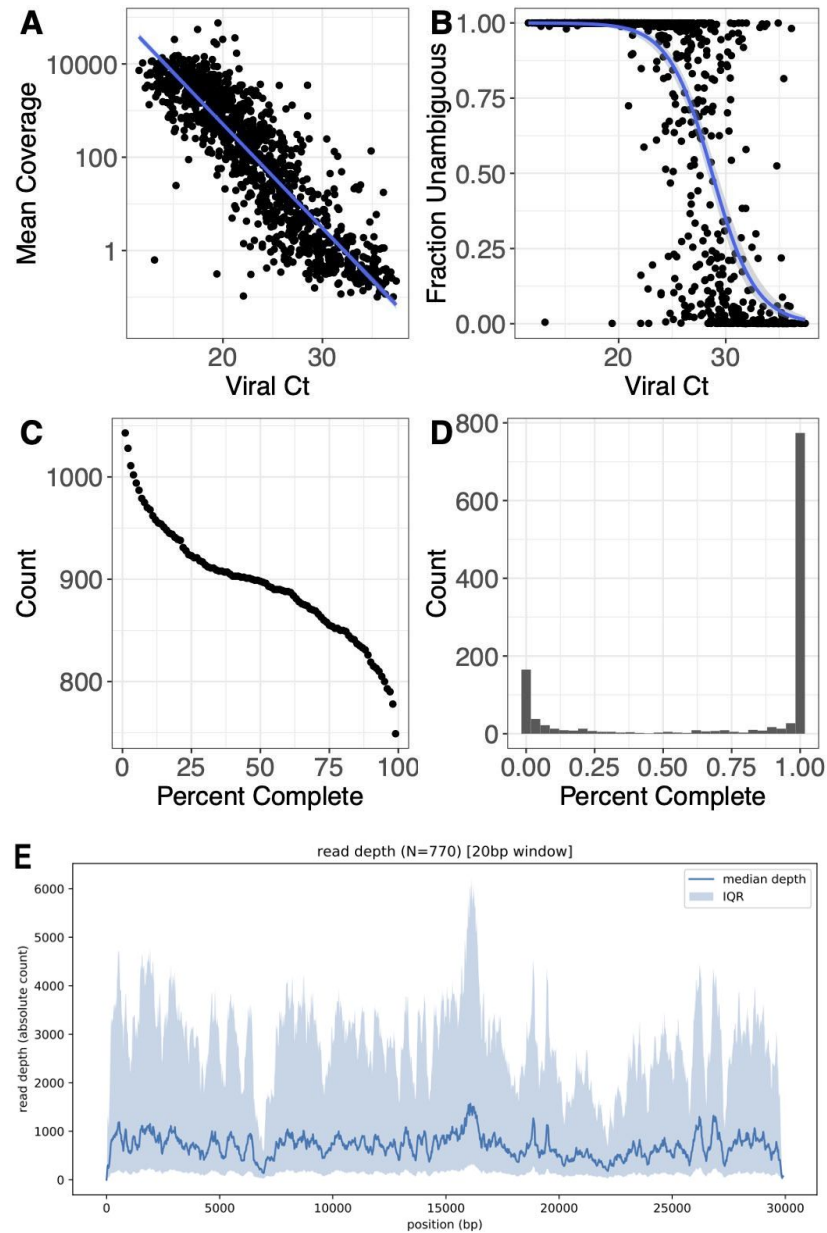 A
Mean Coverage
10000
100
1
20 30
Viral Ct
B
Fraction Unambiguous
1.00
0.75
0.50
0.25
0.00
20 30
Viral Ct
C
Count
1000
900
800
0 25 50 75 100
Percent Complete
D
Count
800
600
400
200
0
0.00 0.25 0.50 0.75 1.00
Percent Complete
E
read depth (N=770) [20bp window]
median depth
IQR
read depth (absolute count)
6000
5000
4000
3000
2000
1000
0
0 5000 10000 15000 20000 25000 30000
position (bp)